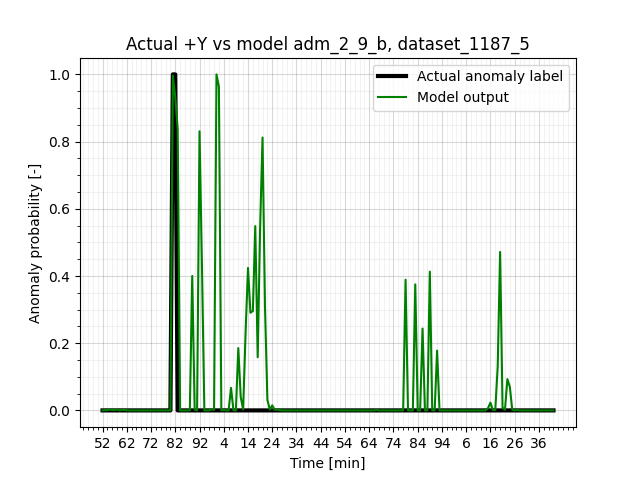 Actual +Y vs model adm_2_9_b, dataset_1187_5
Actual anomaly label
Model output
Anomaly probability [-]
1.0
0.8
0.6
0.4
0.2
0.0
52 62 72 82 92 4 14 24 34 44 54 64 74 84 94 6 16 26 36
Time [min]